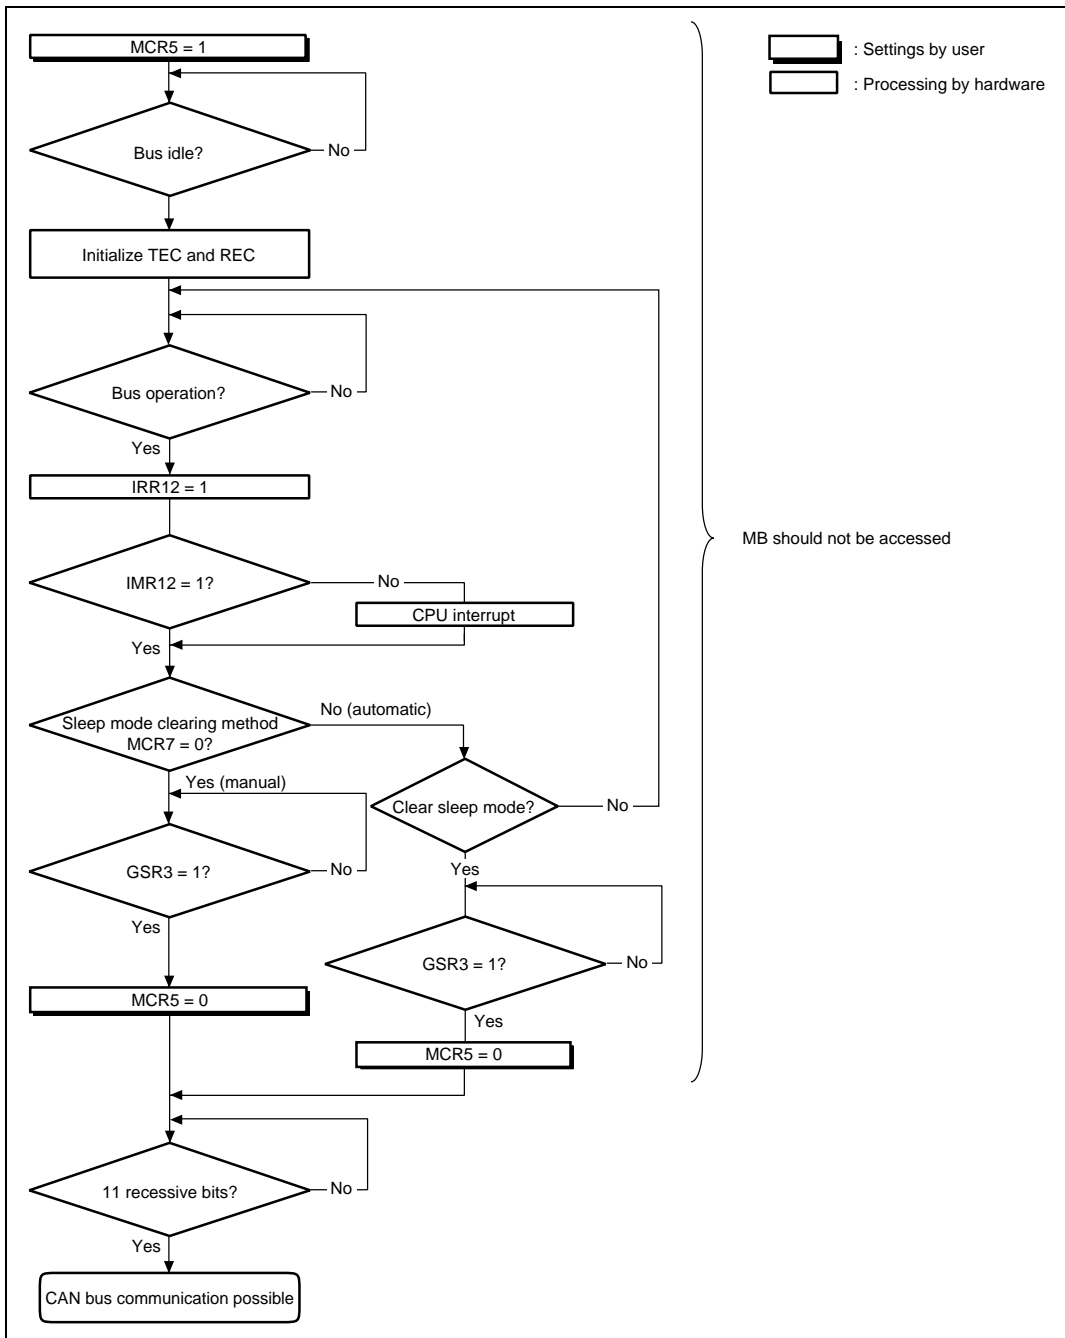 MCR5 = 1
: Settings by user
: Processing by hardware
Bus idle?
No
Initialize TEC and REC
Bus operation?
No
Yes
IRR12 = 1
MB should not be accessed
IMR12 = 1?
No
CPU interrupt
Yes
Sleep mode clearing method
MCR7 = 0?
No (automatic)
Yes (manual)
Clear sleep mode?
No
GSR3 = 1?
No
Yes
Yes
GSR3 = 1?
No
MCR5 = 0
Yes
MCR5 = 0
11 recessive bits?
No
Yes
CAN bus communication possible